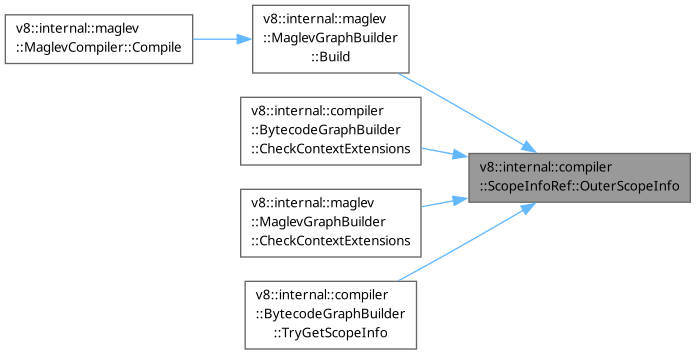 v8::internal::maglev
::MaglevCompiler::Compile
v8::internal::maglev
::MaglevGraphBuilder
::Build
v8::internal::compiler
::BytecodeGraphBuilder
::CheckContextExtensions
v8::internal::maglev
::MaglevGraphBuilder
::CheckContextExtensions
v8::internal::compiler
::BytecodeGraphBuilder
::TryGetScopeInfo
v8::internal::compiler
::ScopeInfoRef::OuterScopeInfo